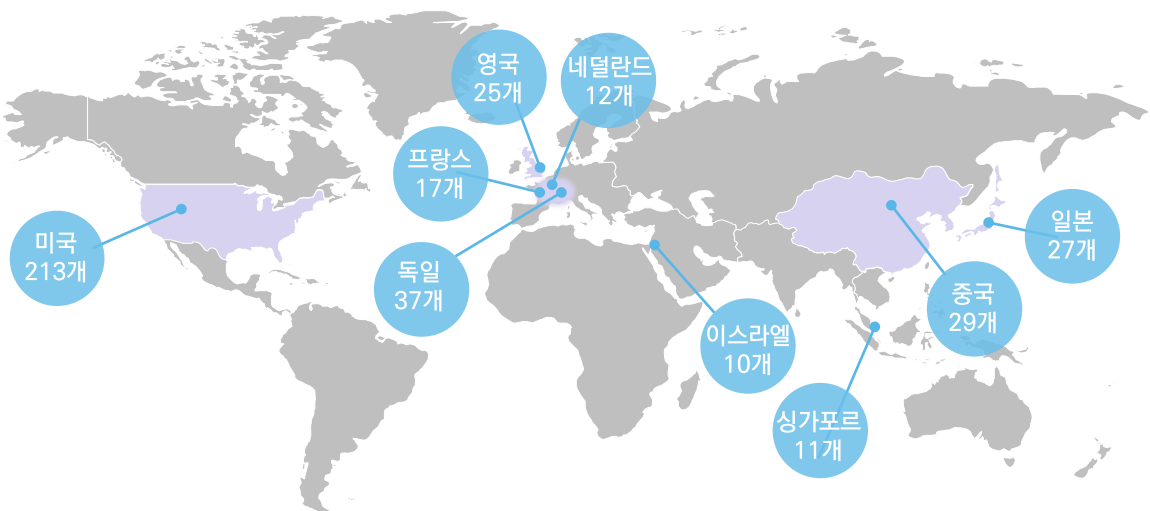 영국
25개
네덜란드
12개
프랑스
17개
미국
213개
독일
37개
일본
27개
중국
29개
이스라엘
10개
싱가포르
11개